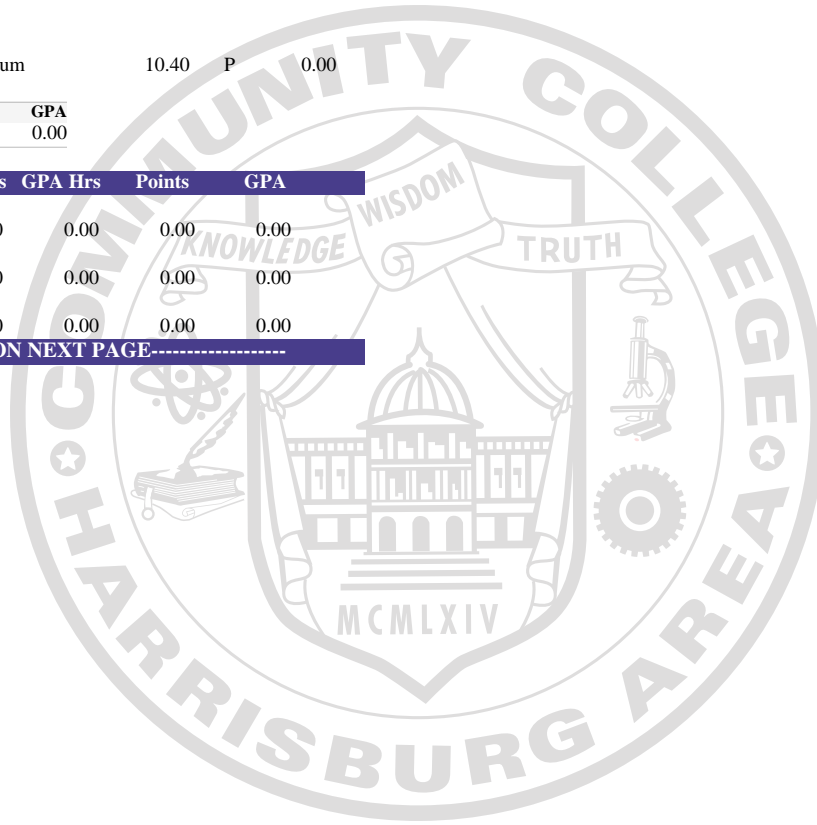 um 10.40 P 0.00
GPA
0.00
s GPA Hrs Points GPA
0 0.00 0.00 0.00
0 0.00 0.00 0.00
0 0.00 0.00 0.00
ON NEXT PAGE-------------------
COMMUNITY COLLEGE
WISDOM
KNOWLEDGE
TRUTH
MCMLXIV
HARRISBURG AREA